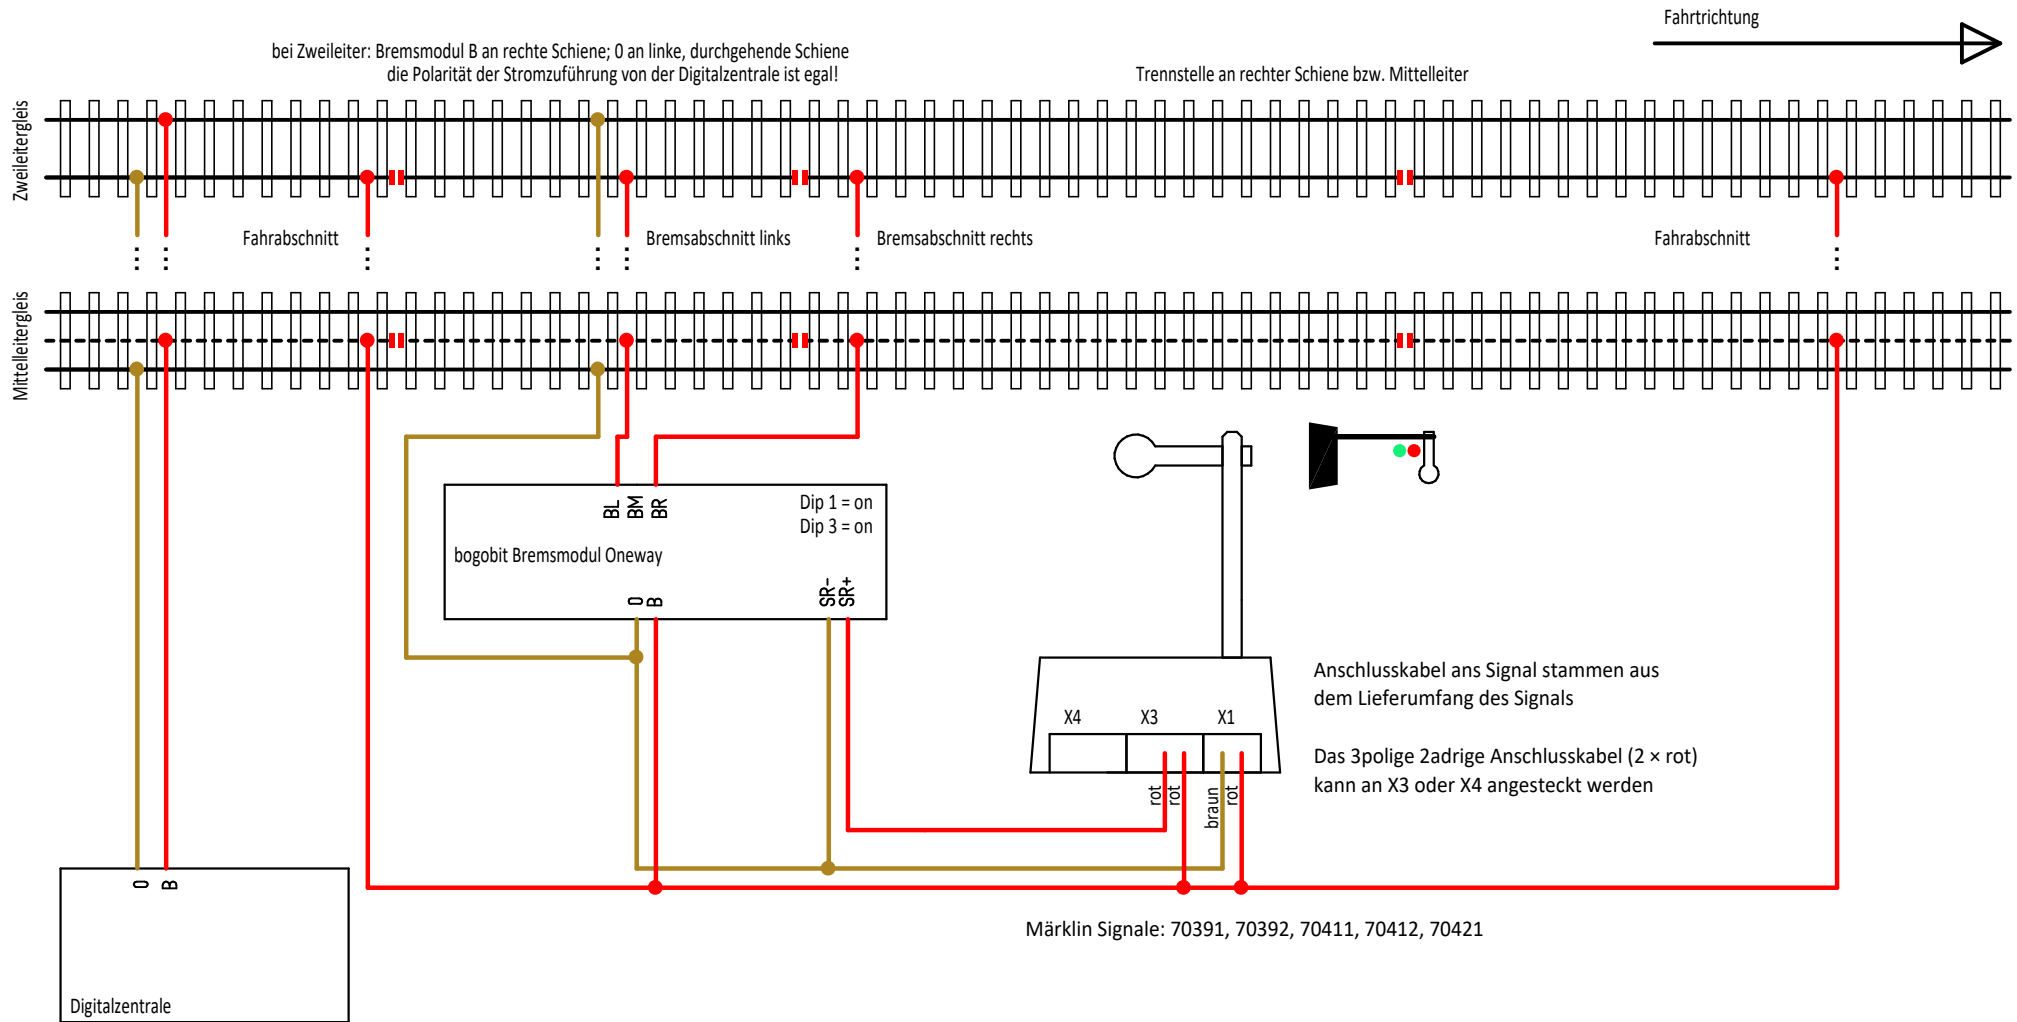 Fahrtrichtung
bei Zweileiter: Bremsmodul B an rechte Schiene; 0 an linke, durchgehende Schiene
die Polarität der Stromzuführung von der Digitalzentrale ist egal!
Trennstelle an rechter Schiene bzw. Mittelleiter
Zweileitergleis
Fahrabschnitt
Bremsabschnitt links
Bremsabschnitt rechts
Fahrabschnitt
Mittelleitergleis
BL
BM
BR
Dip 1 = on
Dip 3 = on
bogobit Bremsmodul Oneway
0
B
SR-
SR+
Anschlusskabel ans Signal stammen aus
dem Lieferumfang des Signals
X4
X3
X1
Das 3polige 2adrige Anschlusskabel (2 × rot)
kann an X3 oder X4 angesteckt werden
rot
rot
braun
rot
0
B
Märklin Signale: 70391, 70392, 70411, 70412, 70421
Digitalzentrale